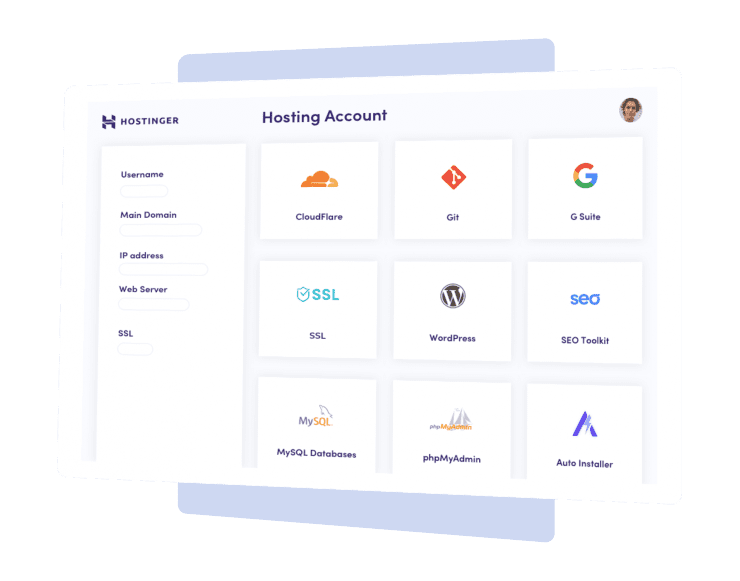 HOSTINGER
Hosting Account
Username
Main Domain
IP address
Web Server
SSL
CloudFlare
Git
G Suite
SSL
SSL
WordPress
seo
SEO Toolkit
MySQL
MySQL Databases
phpMyAdmin
phpMyAdmin
Auto Installer